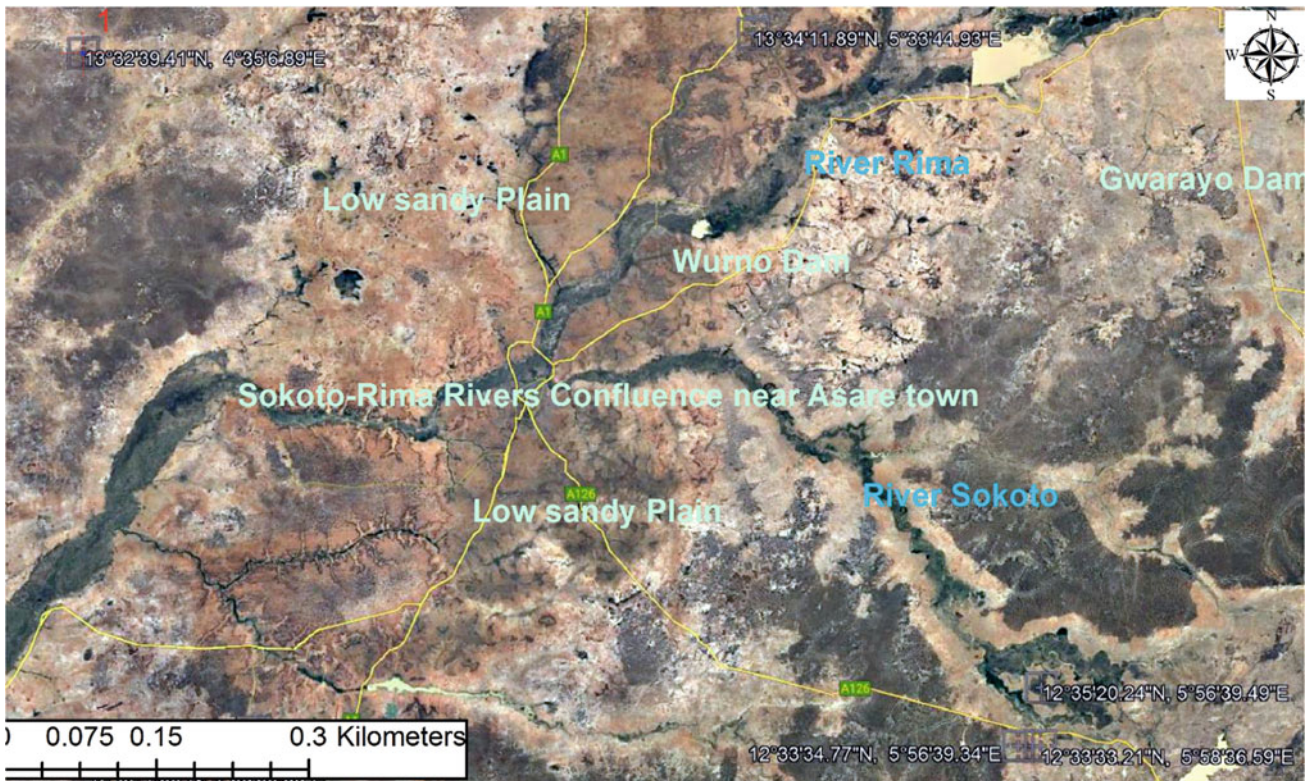 1
13°32'39.41"N, 4°35'6.89"E
13°34'11.89"N, 5°33'44.93"E
N
W
E
S
A1
River Rima
Gwarayo Dam
Low sandy Plain
Wurno Dam
A1
Sokoto-Rima Rivers Confluence near Asare town
A126
River Sokoto
Low sandy Plain
A126
12°35'20.24"N, 5°56'39.49"E
0 0.075 0.15 0.3 Kilometers
12°33'34.77"N, 5°56'39.34"E
12°33'33.21"N, 5°58'36.59"E